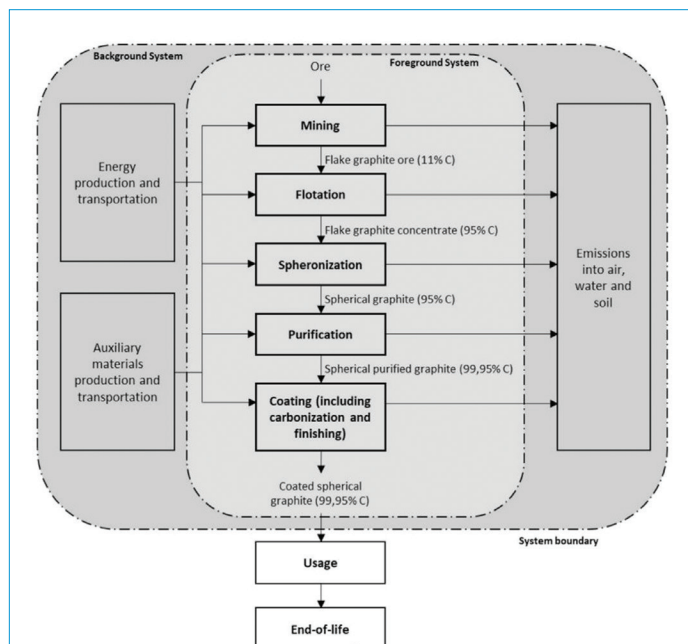 Background System
Foreground System
Ore
Mining
Flake graphite ore (11% C)
Energy
production and
transportation
Flotation
Flake graphite concentrate (95% C)
Spheronization
Emissions
into air,
water and
soil
Spherical graphite (95% C)
Purification
Auxiliary
materials
production and
transportation
Spherical purified graphite (99,95% C)
Coating (including
carbonization and
finishing)
Coated spherical
graphite (99,95% C)
System boundary
Usage
End-of-life